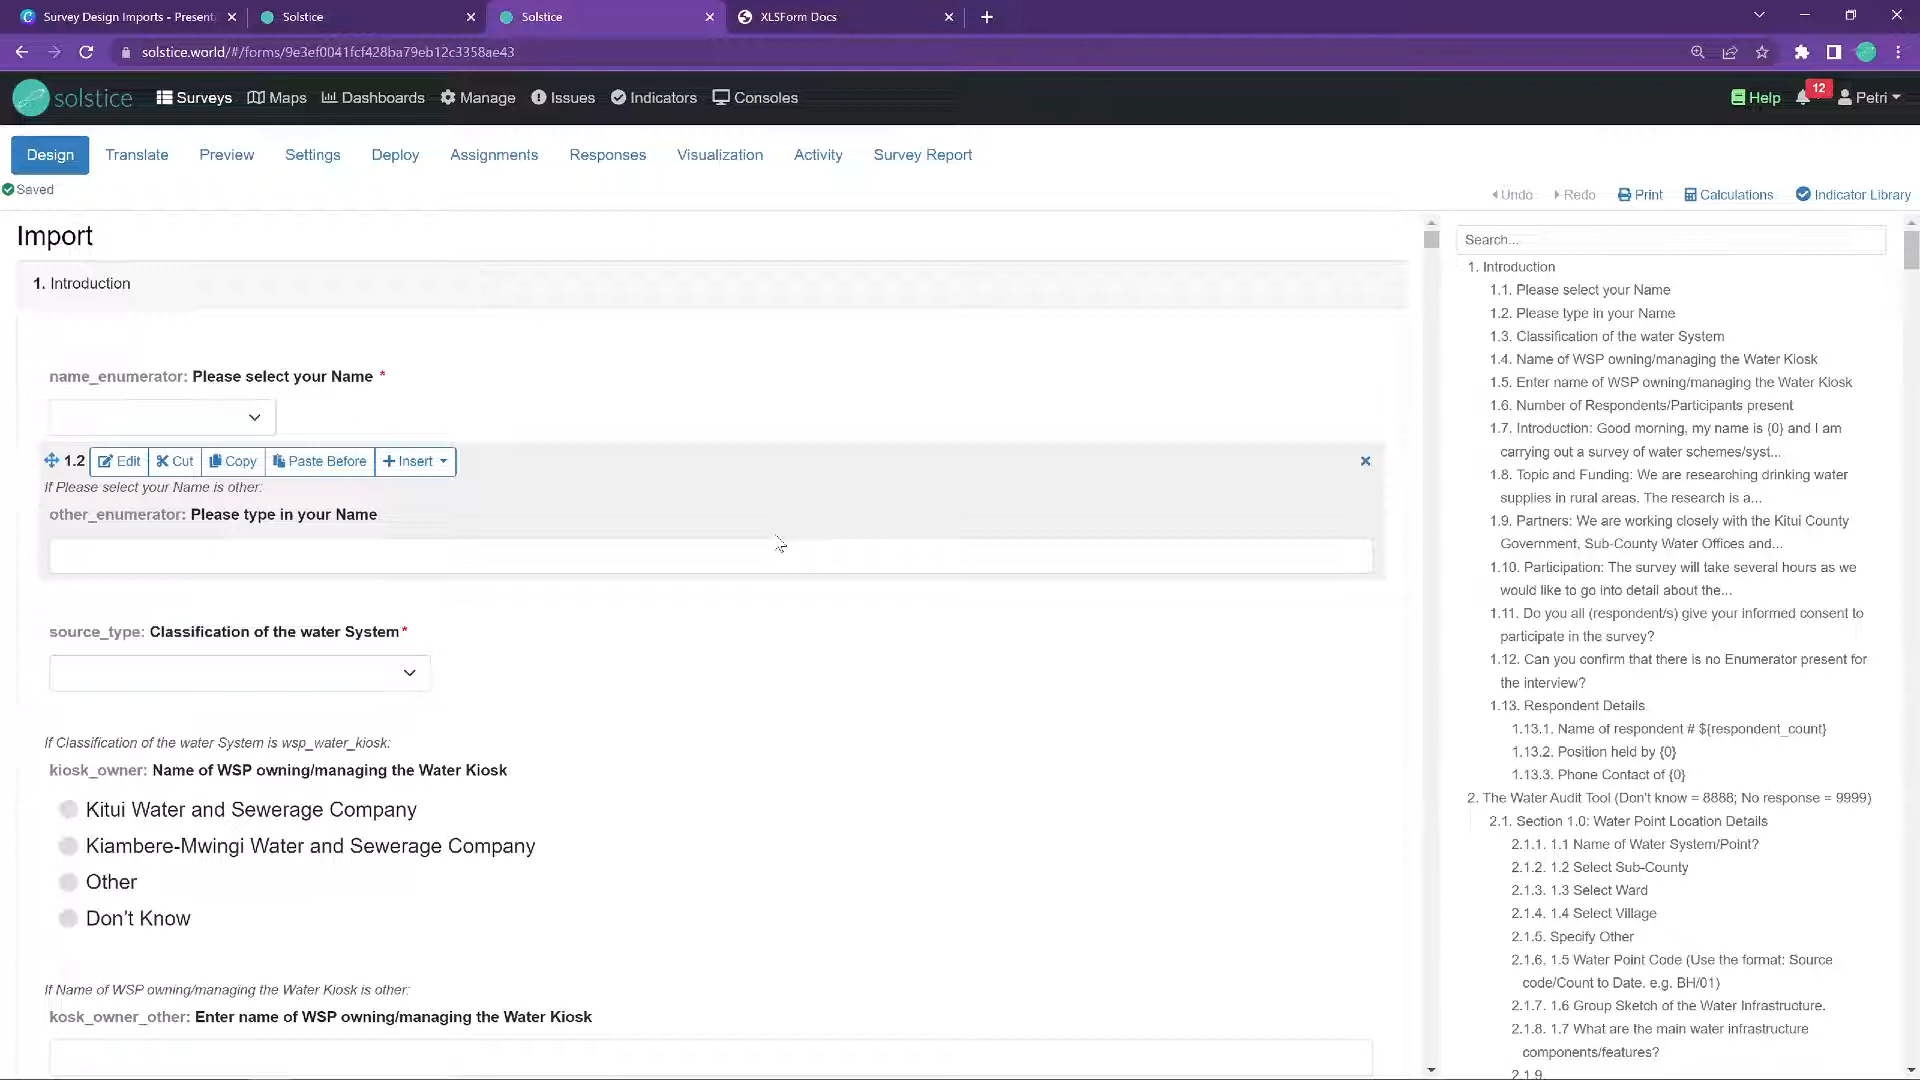 Survey Design Imports - Present
Solstice
Solstice
XLSForm Docs
solstice.world/#/forms/9e3ef0041fcf428ba79eb12c3358ae43
solstice
Surveys
Maps
Dashboards
Manage
Issues
Indicators
Consoles
Help
12
Petri
Design
Translate
Preview
Settings
Deploy
Assignments
Responses
Visualization
Activity
Survey Report
Saved
Undo
Redo
Print
Calculations
Indicator Library
Import
1. Introduction
name_enumerator: Please select your Name *
1.2 Edit Cut Copy Paste Before Insert
If Please select your Name is other:
other_enumerator: Please type in your Name
source_type: Classification of the water System*
If Classification of the water System is wsp_water_kiosk:
kiosk_owner: Name of WSP owning/managing the Water Kiosk
Kitui Water and Sewerage Company
Kiambere-Mwingi Water and Sewerage Company
Other
Don't Know
If Name of WSP owning/managing the Water Kiosk is other:
kosk_owner_other: Enter name of WSP owning/managing the Water Kiosk
Search...
1. Introduction
1.1. Please select your Name
1.2. Please type in your Name
1.3. Classification of the water System
1.4. Name of WSP owning/managing the Water Kiosk
1.5. Enter name of WSP owning/managing the Water Kiosk
1.6. Number of Respondents/Participants present
1.7. Introduction: Good morning, my name is {0} and I am
carrying out a survey of water schemes/syst...
1.8. Topic and Funding: We are researching drinking water
supplies in rural areas. The research is a...
1.9. Partners: We are working closely with the Kitui County
Government, Sub-County Water Offices and...
1.10. Participation: The survey will take several hours as we
would like to go into detail about the...
1.11. Do you all (respondent/s) give your informed consent to
participate in the survey?
1.12. Can you confirm that there is no Enumerator present for
the interview?
1.13. Respondent Details
1.13.1. Name of respondent # ${respondent_count}
1.13.2. Position held by {0}
1.13.3. Phone Contact of {0}
2. The Water Audit Tool (Don't know = 8888; No response = 9999)
2.1. Section 1.0: Water Point Location Details
2.1.1. 1.1 Name of Water System/Point?
2.1.2. 1.2 Select Sub-County
2.1.3. 1.3 Select Ward
2.1.4. 1.4 Select Village
2.1.5. Specify Other
2.1.6. 1.5 Water Point Code (Use the format: Source
code/Count to Date. e.g. BH/01)
2.1.7. 1.6 Group Sketch of the Water Infrastructure.
2.1.8. 1.7 What are the main water infrastructure
components/features?
2.1.9.